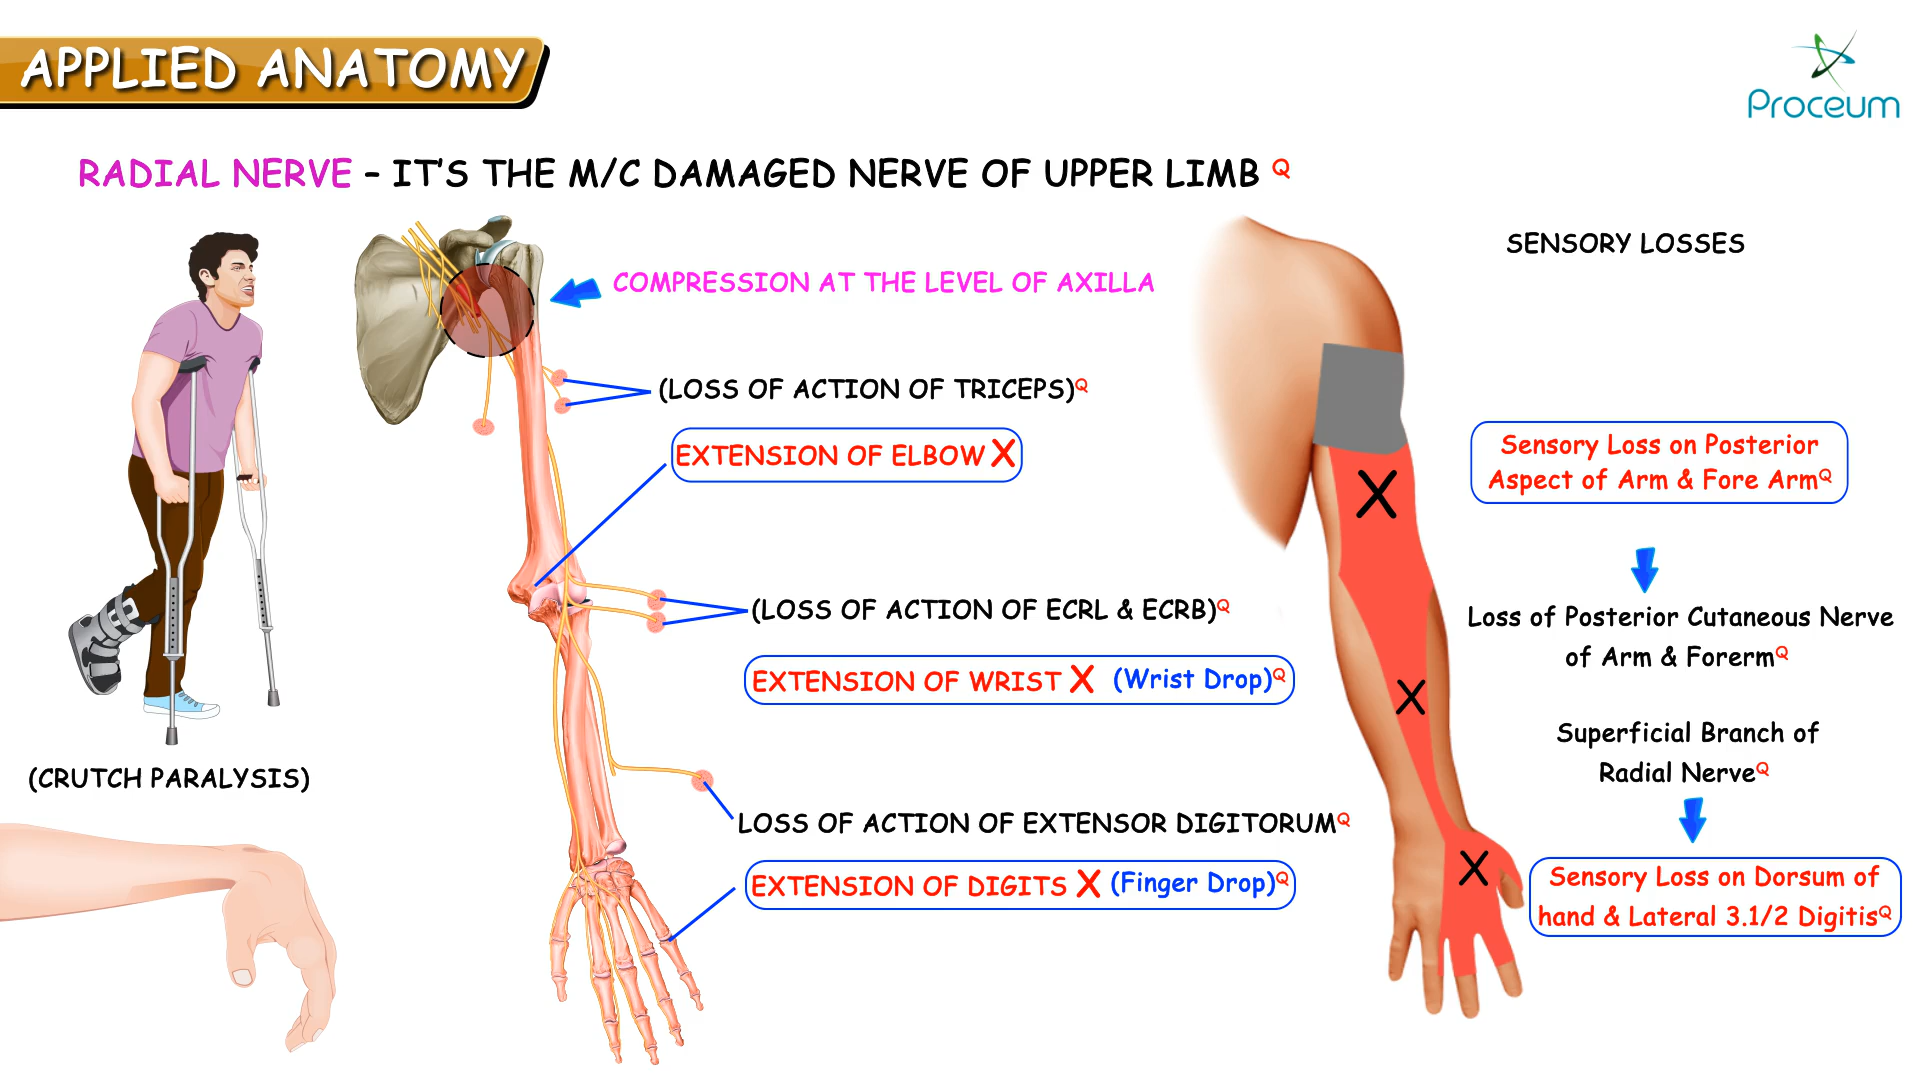 APPLIED ANATOMY
Proceum
RADIAL NERVE – IT'S THE M/C DAMAGED NERVE OF UPPER LIMB Q
SENSORY LOSSES
COMPRESSION AT THE LEVEL OF AXILLA
(LOSS OF ACTION OF TRICEPS)Q
EXTENSION OF ELBOW X
Sensory Loss on Posterior
Aspect of Arm & Fore ArmQ
X
(LOSS OF ACTION OF ECRL & ECRB)Q
Loss of Posterior Cutaneous Nerve
of Arm & ForermQ
EXTENSION OF WRIST X (Wrist Drop)Q
X
Superficial Branch of
Radial NerveQ
(CRUTCH PARALYSIS)
LOSS OF ACTION OF EXTENSOR DIGITORUMQ
EXTENSION OF DIGITS X (Finger Drop)Q
X
Sensory Loss on Dorsum of
hand & Lateral 3.1/2 DigitisQ